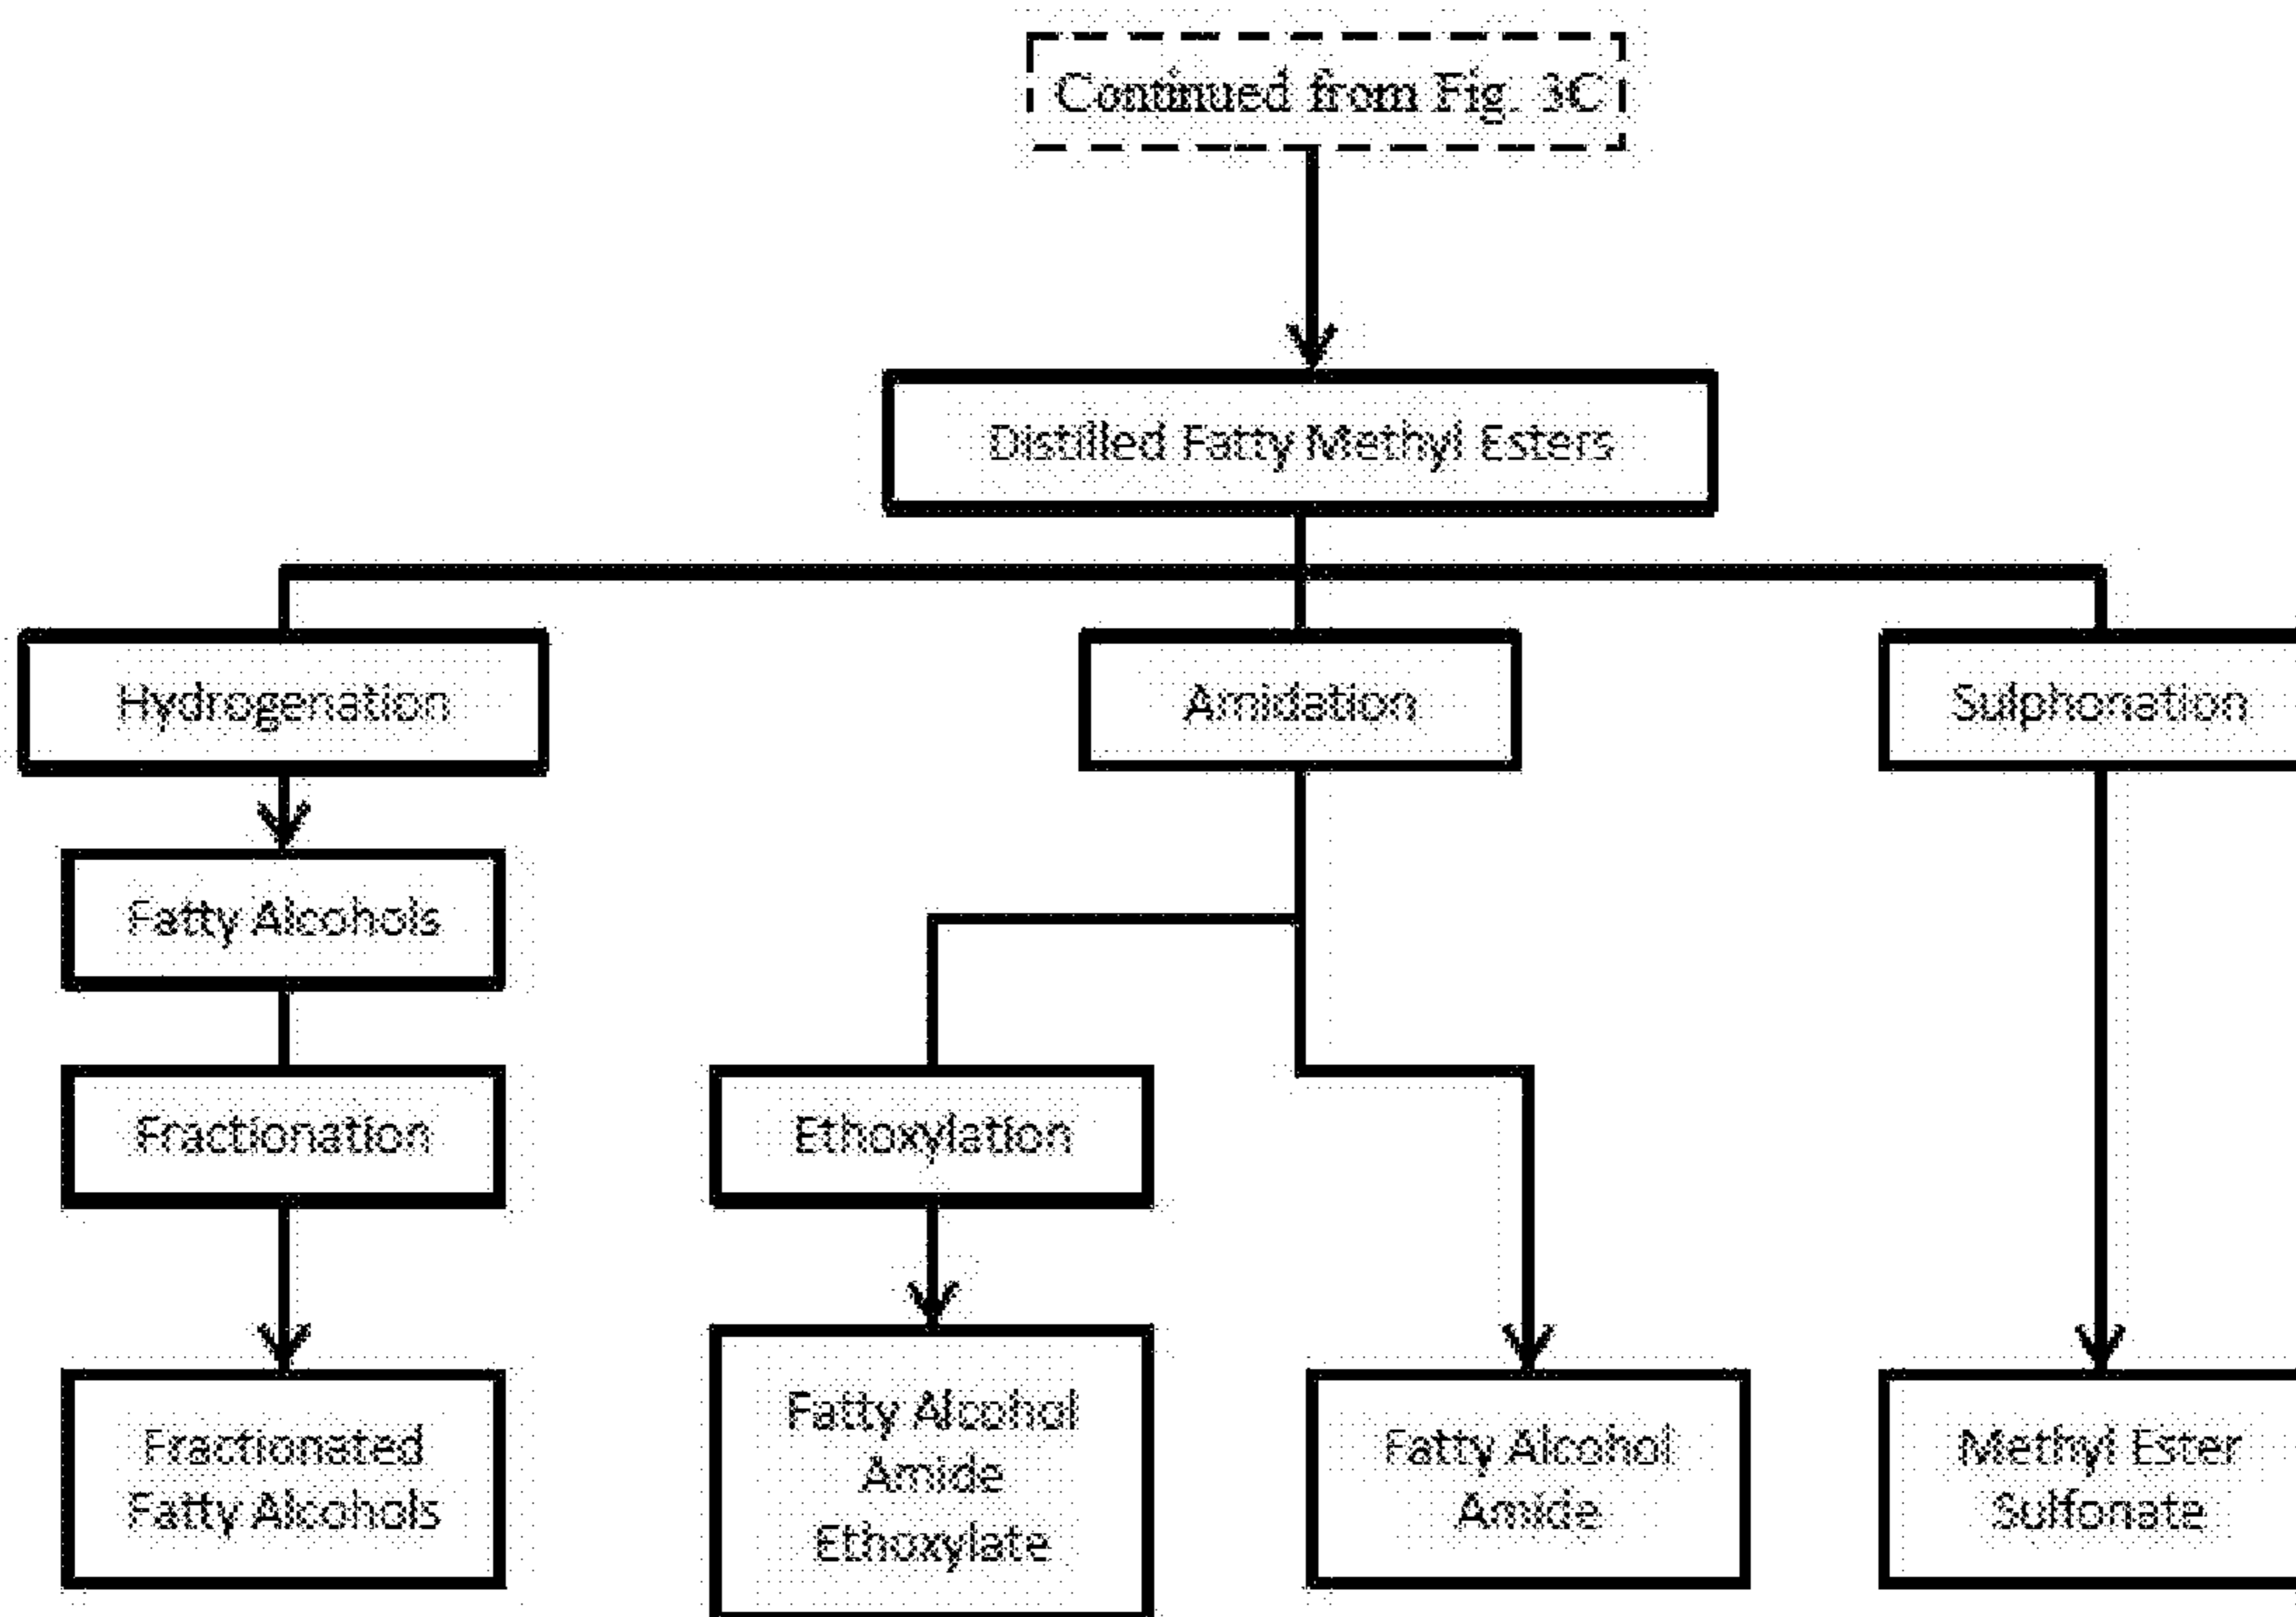 Continued from Fig. 3C
Distilled Fatty Methyl Esters
Hydrogenation
Amidation
Sulphonation
Fatty Alcohols
Fractionation
Ethoxylation
Fractionated
Fatty Alcohols
Fatty Alcohol
Amide
Ethoxylate
Fatty Alcohol
Amide
Methyl Ester
Sulfonate